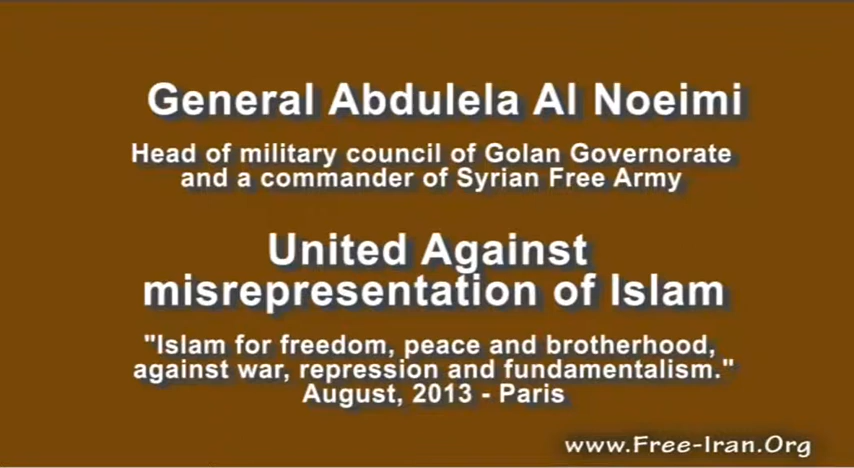 General Abdulela Al Noeimi
Head of military council of Golan Governorate
and a commander of Syrian Free Army
United Against
misrepresentation of Islam
"Islam for freedom, peace and brotherhood,
against war, repression and fundamentalism."
August, 2013 - Paris
www.Free-Iran.Org